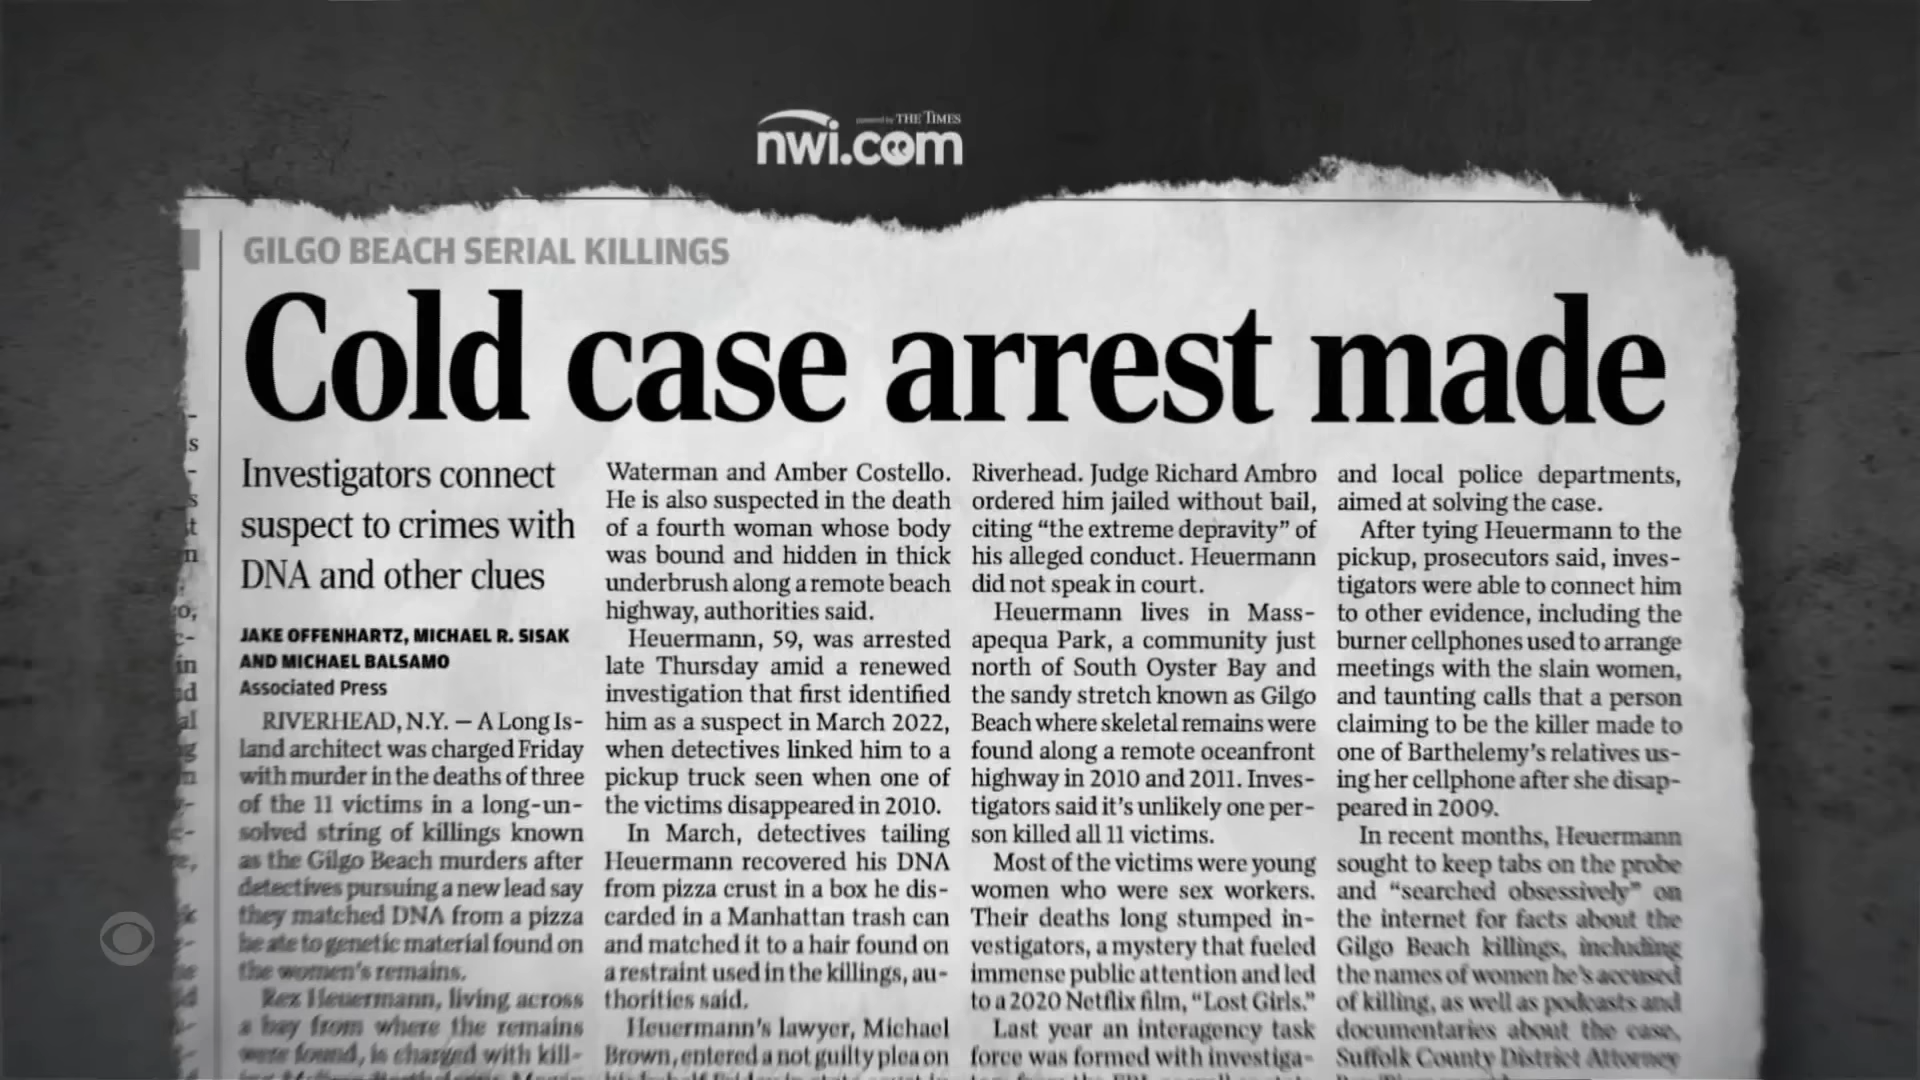 powered by THE TIMES
nwi.com
GILGO BEACH SERIAL KILLINGS
Cold case arrest made
Investigators connect
suspect to crimes with
DNA and other clues
JAKE OFFENHARTZ, MICHAEL R. SISAK
AND MICHAEL BALSAMO
Associated Press
RIVERHEAD, N.Y. — A Long Is-
land architect was charged Friday
with murder in the deaths of three
of the 11 victims in a long-un-
solved string of killings known
as the Gilgo Beach murders after
detectives pursuing a new lead say
they matched DNA from a pizza
he ate to genetic material found on
the women's remains.
Rex Heuermann, living across
a bay from where the remains
were found, is charged with kill-
Waterman and Amber Costello.
He is also suspected in the death
of a fourth woman whose body
was bound and hidden in thick
underbrush along a remote beach
highway, authorities said.
Heuermann, 59, was arrested
late Thursday amid a renewed
investigation that first identified
him as a suspect in March 2022,
when detectives linked him to a
pickup truck seen when one of
the victims disappeared in 2010.
In March, detectives tailing
Heuermann recovered his DNA
from pizza crust in a box he dis-
carded in a Manhattan trash can
and matched it to a hair found on
a restraint used in the killings, au-
thorities said.
Heuermann's lawyer, Michael
Brown, entered a not guilty plea on
Riverhead. Judge Richard Ambro
ordered him jailed without bail,
citing “the extreme depravity” of
his alleged conduct. Heuermann
did not speak in court.
Heuermann lives in Mass-
apequa Park, a community just
north of South Oyster Bay and
the sandy stretch known as Gilgo
Beach where skeletal remains were
found along a remote oceanfront
highway in 2010 and 2011. Inves-
tigators said it's unlikely one per-
son killed all 11 victims.
Most of the victims were young
women who were sex workers.
Their deaths long stumped in-
vestigators, a mystery that fueled
immense public attention and led
to a 2020 Netflix film, “Lost Girls.”
Last year an interagency task
force was formed with investiga-
and local police departments,
aimed at solving the case.
After tying Heuermann to the
pickup, prosecutors said, inves-
tigators were able to connect him
to other evidence, including the
burner cellphones used to arrange
meetings with the slain women,
and taunting calls that a person
claiming to be the killer made to
one of Barthelemy's relatives us-
ing her cellphone after she disap-
peared in 2009.
In recent months, Heuermann
sought to keep tabs on the probe
and “searched obsessively” on
the internet for facts about the
Gilgo Beach killings, including
the names of women he's accused
of killing, as well as podcasts and
documentaries about the case,
Suffolk County District Attorney